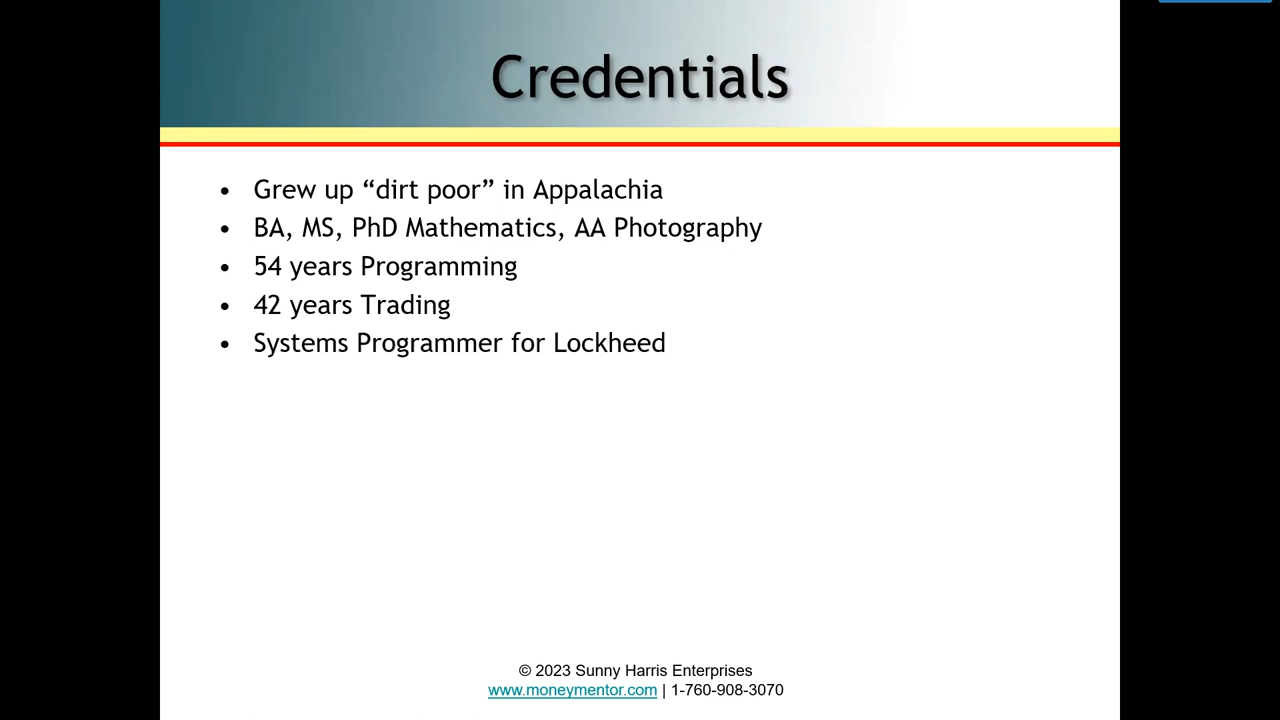 Credentials
• Grew up “dirt poor” in Appalachia
• BA, MS, PhD Mathematics, AA Photography
• 54 years Programming
• 42 years Trading
• Systems Programmer for Lockheed
© 2023 Sunny Harris Enterprises
www.moneymentor.com | 1-760-908-3070